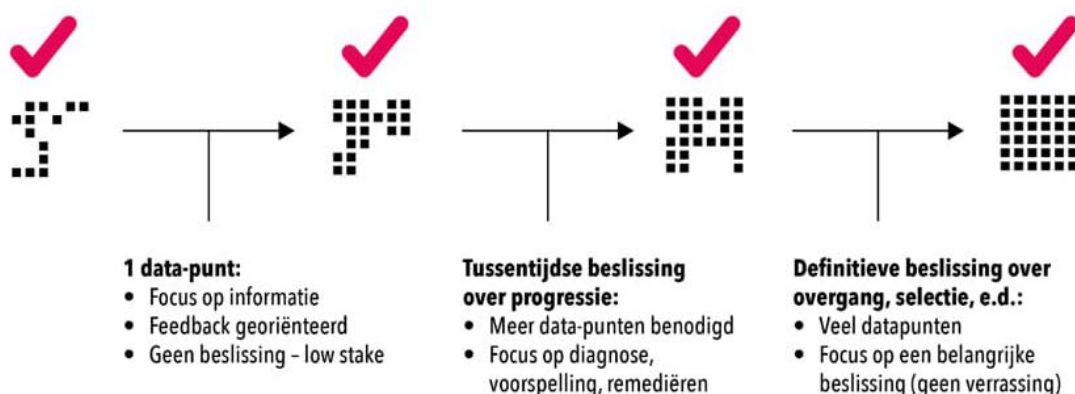 1 data-punt:
• Focus op informatie
• Feedback georiënteerd
• Geen beslissing – low stake
Tussentijdse beslissing
over progressie:
• Meer data-punten benodigd
• Focus op diagnose,
voorspelling, remediëren
Definitieve beslissing over
overgang, selectie, e.d.:
• Veel datapunten
• Focus op een belangrijke
beslissing (geen verrassing)